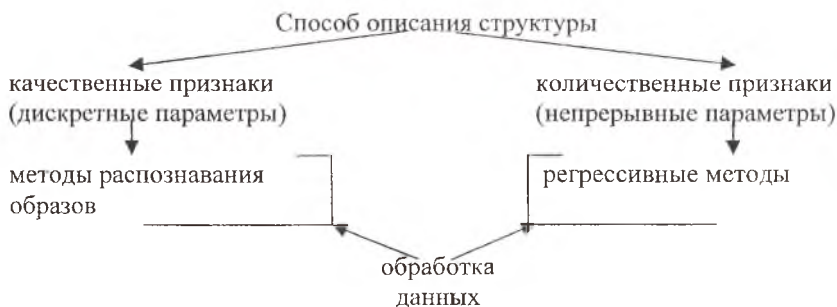 Способ описания структуры
качественные признаки
(дискретные параметры)
количественные признаки
(непрерывные параметры)
методы распознавания
образов
регрессивные методы
обработка
данных